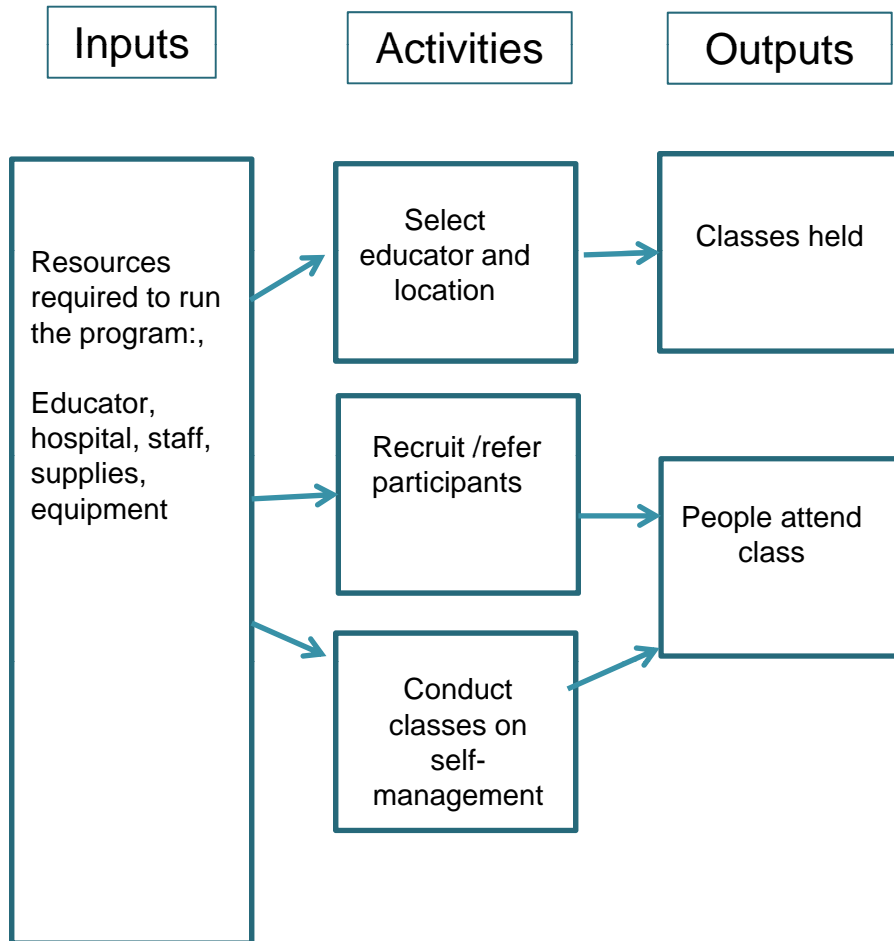 Inputs
Activities
Outputs
Resources
required to run
the program:,
Educator,
hospital, staff,
supplies,
equipment
Select
educator and
location
Recruit /refer
participants
Conduct
classes on
self-
management
Classes held
People attend
class